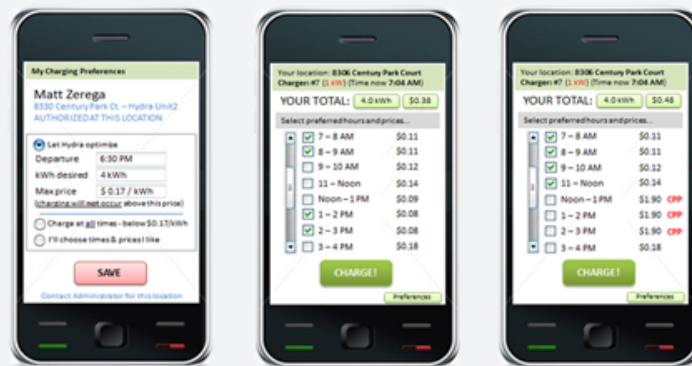 My Charging Preferences
Matt Zerega
8330 Century Park Ct. – Hydra Unit2
AUTHORIZED AT THIS LOCATION
Let Hydra optimize
Departure 6:30 PM
kWh desired 4 kWh
Max price $ 0.17 / kWh
(charging will not occur above this price)
Charge at all times - below $0.17/kWh
I'll choose times & prices I like
SAVE
Contact Administrator for this location
Your location: 8306 Century Park Court
Charger: #7 (1 kW) (Time now 7:04 AM)
YOUR TOTAL: 4.0 kWh $0.38
Select preferred hours and prices...
7 – 8 AM $0.11
8 – 9 AM $0.11
9 – 10 AM $0.12
11 – Noon $0.14
Noon – 1 PM $0.09
1 – 2 PM $0.08
2 – 3 PM $0.08
3 – 4 PM $0.18
CHARGE!
Preferences
Your location: 8306 Century Park Court
Charger: #7 (1 kW) (Time now 7:04 AM)
YOUR TOTAL: 4.0 kWh $0.48
Select preferred hours and prices...
7 – 8 AM $0.11
8 – 9 AM $0.11
9 – 10 AM $0.12
11 – Noon $0.14
Noon – 1 PM $1.90 CPP
1 – 2 PM $1.90 CPP
2 – 3 PM $1.90 CPP
3 – 4 PM $0.18
CHARGE!
Preferences